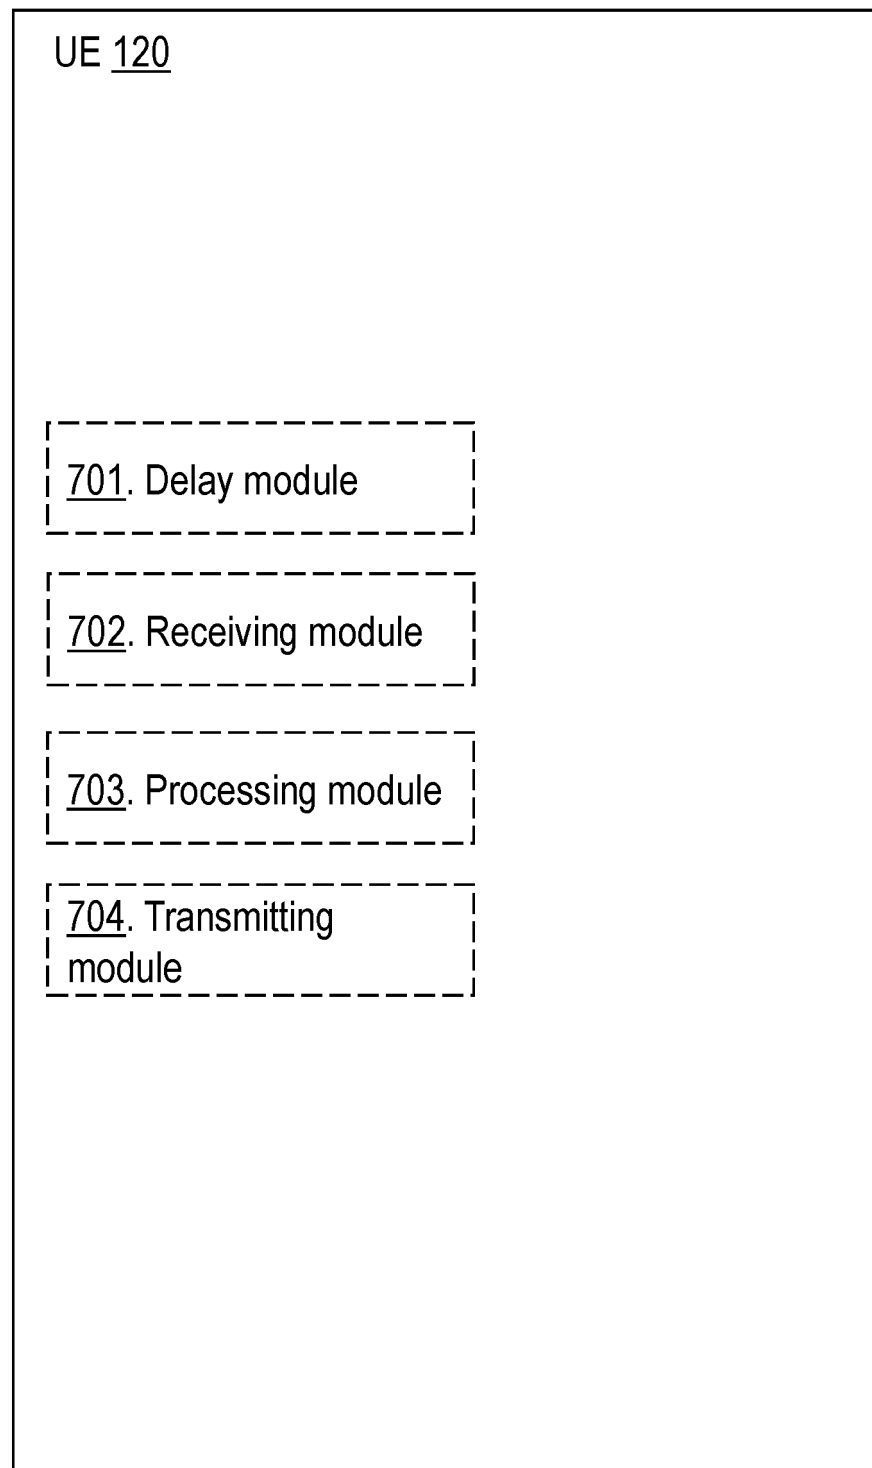 UE 120
701. Delay module
702. Receiving module
703. Processing module
704. Transmitting
module